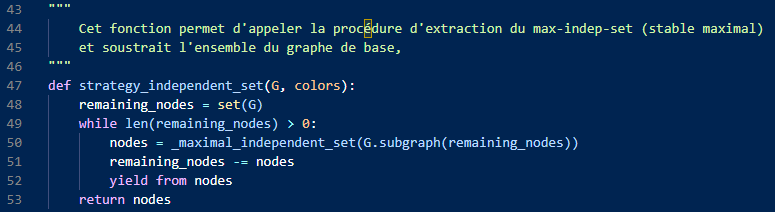 43 """
44     Cet fonction permet d'appeler la procédure d'extraction du max-indep-set (stable maximal)
45     et soustrait l'ensemble du graphe de base,
46 """
47 def strategy_independent_set(G, colors):
48     remaining_nodes = set(G)
49     while len(remaining_nodes) > 0:
50         nodes = _maximal_independent_set(G.subgraph(remaining_nodes))
51         remaining_nodes -= nodes
52         yield from nodes
53     return nodes